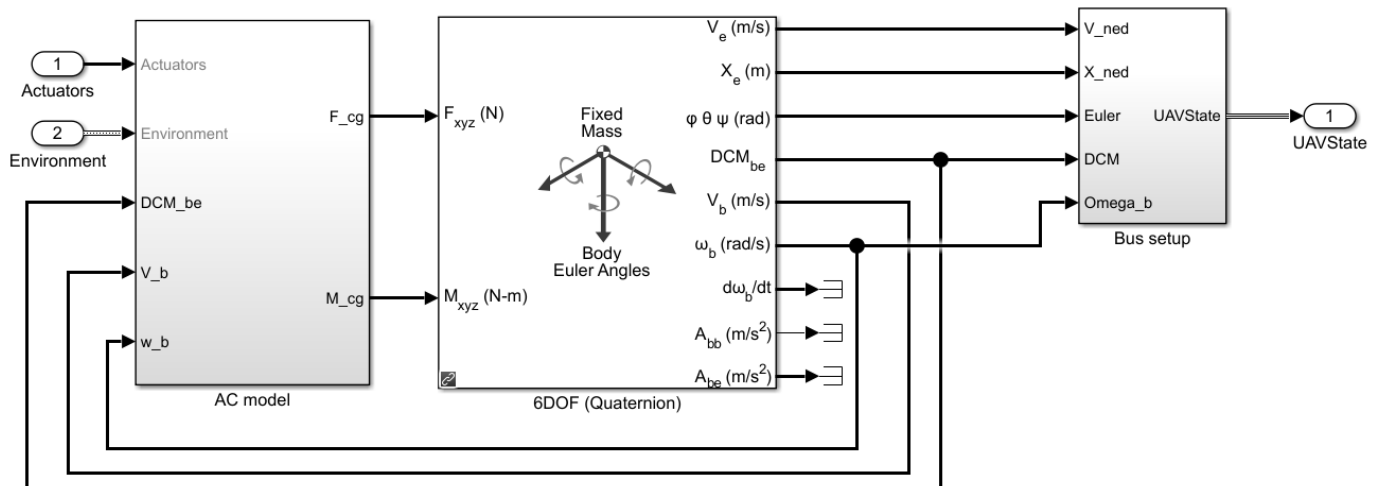 1
Actuators
2
Environment
Actuators
Environment
DCM_be
V_b
w_b
F_cg
M_cg
AC model
F_xyz (N)
M_xyz (N-m)
Fixed
Mass
Body
Euler Angles
V_e (m/s)
X_e (m)
φ θ ψ (rad)
DCM_be
V_b (m/s)
ω_b (rad/s)
dω_b/dt
A_bb (m/s²)
A_be (m/s²)
6DOF (Quaternion)
V_ned
X_ned
Euler
DCM
Omega_b
UAVState
Bus setup
1
UAVState